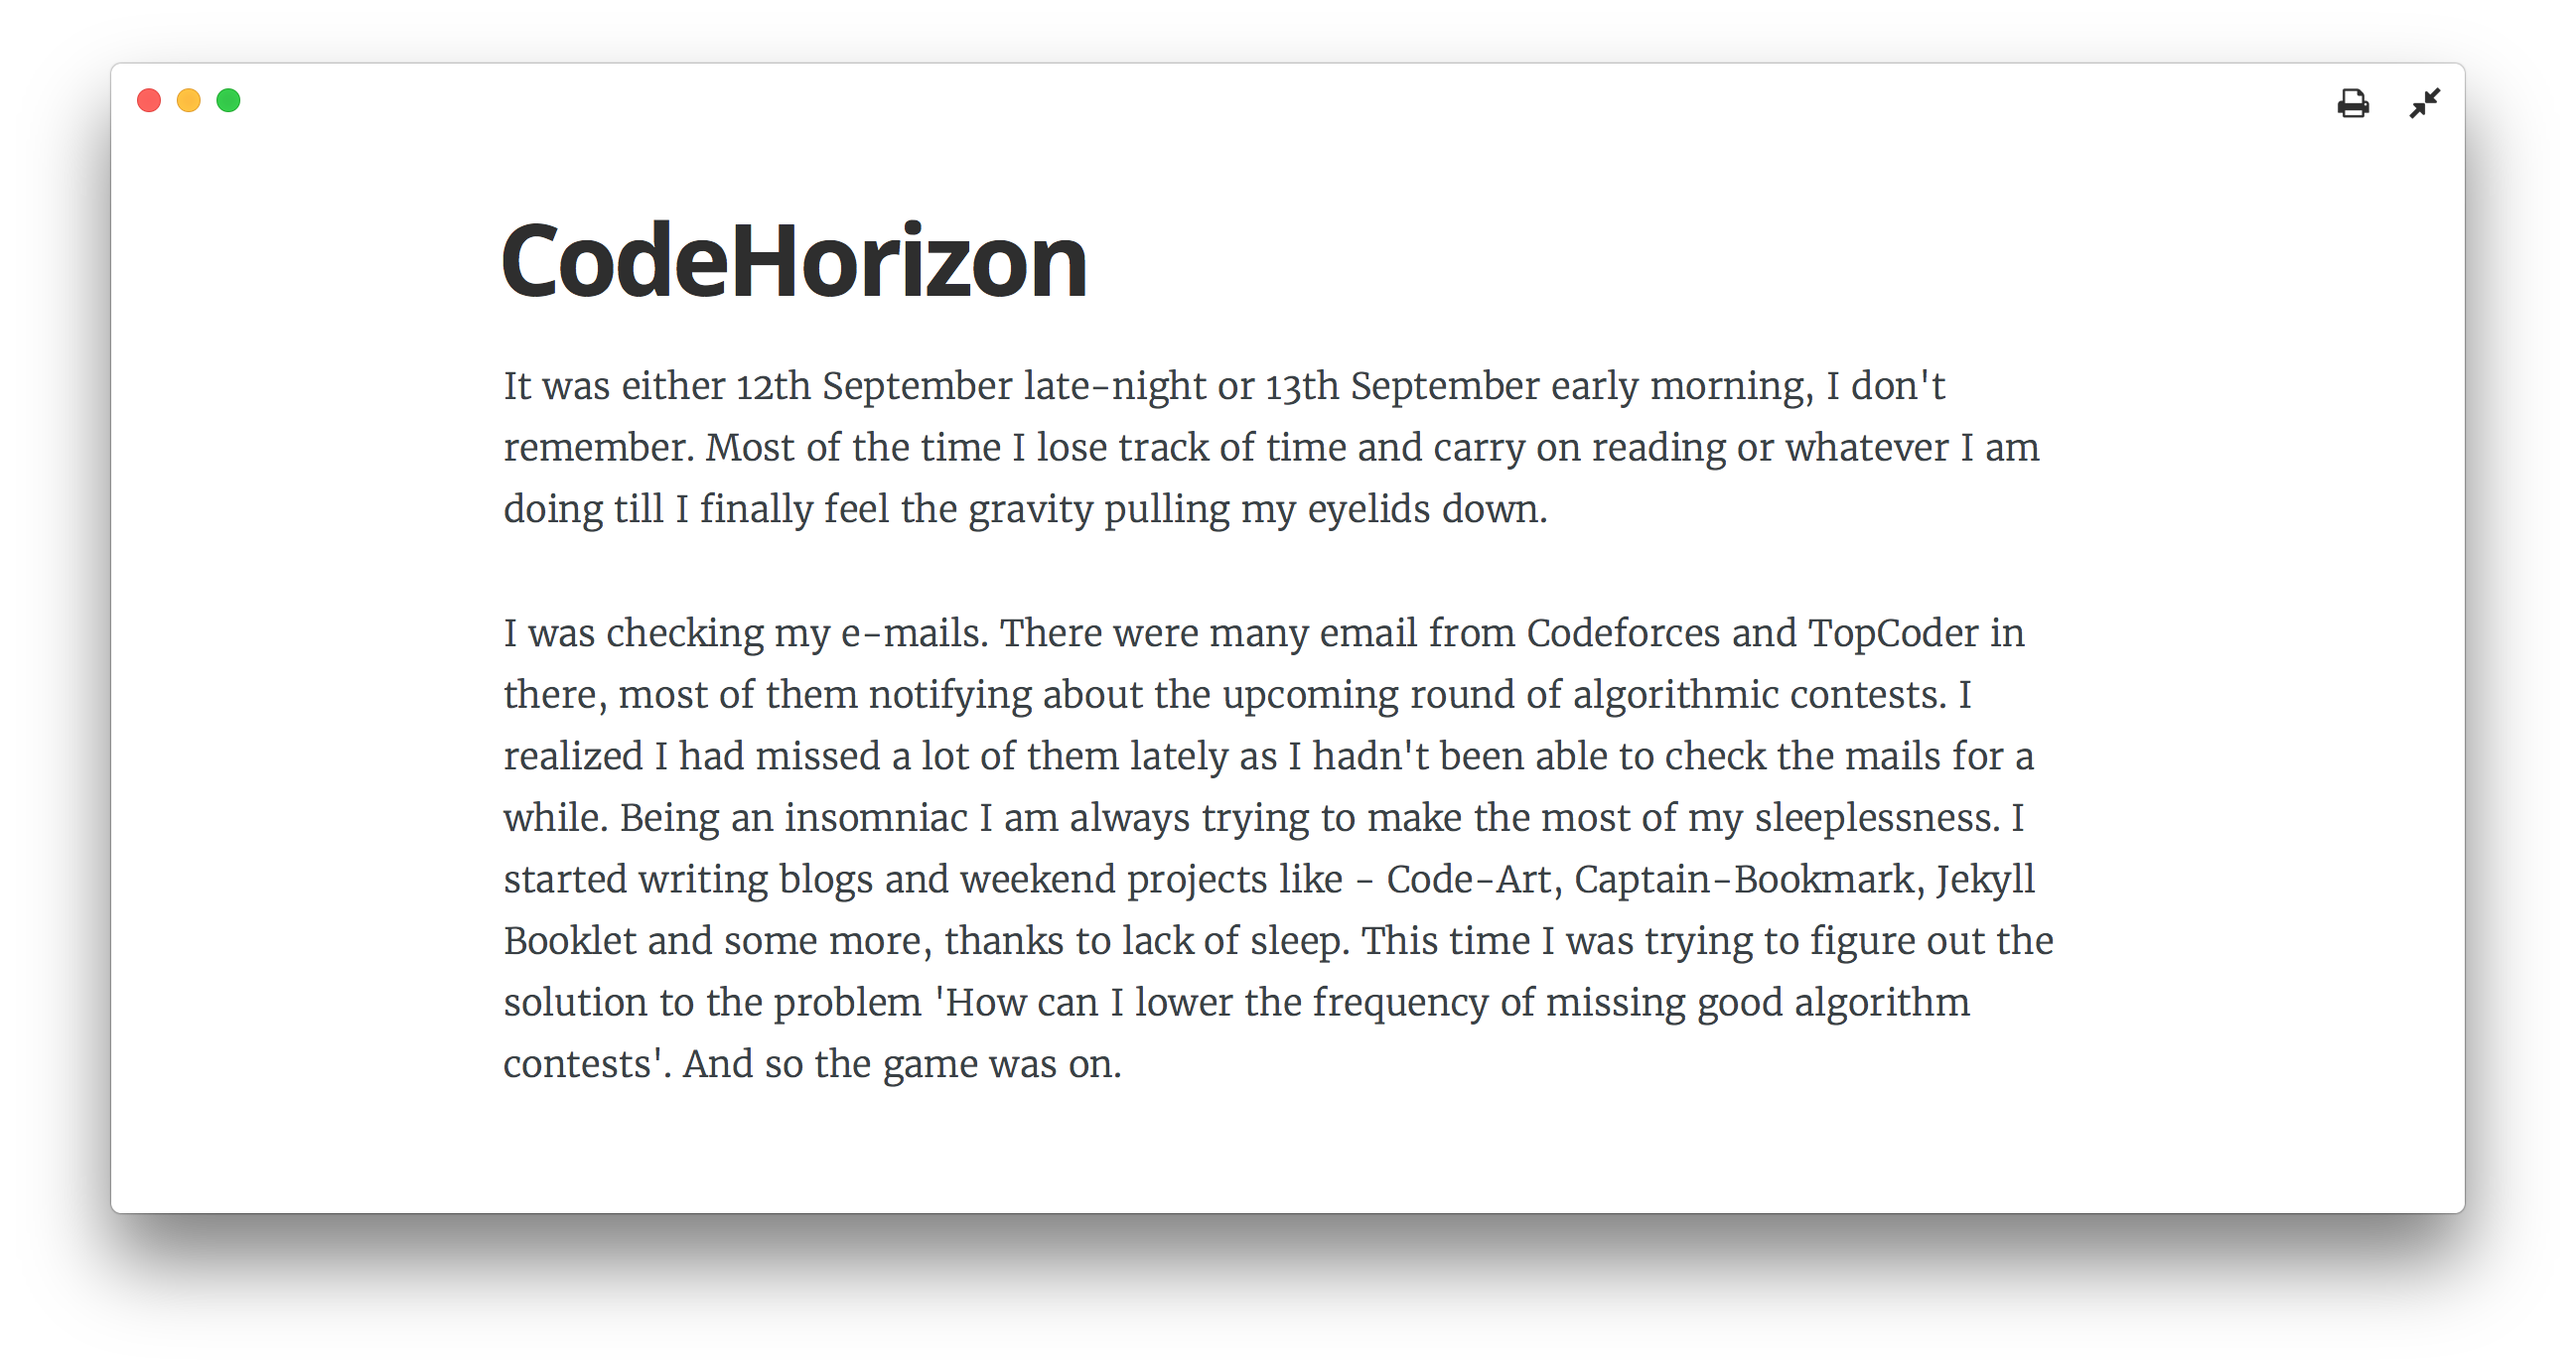 CodeHorizon
It was either 12th September late-night or 13th September early morning, I don't
remember. Most of the time I lose track of time and carry on reading or whatever I am
doing till I finally feel the gravity pulling my eyelids down.
I was checking my e-mails. There were many email from Codeforces and TopCoder in
there, most of them notifying about the upcoming round of algorithmic contests. I
realized I had missed a lot of them lately as I hadn't been able to check the mails for a
while. Being an insomniac I am always trying to make the most of my sleeplessness. I
started writing blogs and weekend projects like - Code-Art, Captain-Bookmark, Jekyll
Booklet and some more, thanks to lack of sleep. This time I was trying to figure out the
solution to the problem 'How can I lower the frequency of missing good algorithm
contests'. And so the game was on.